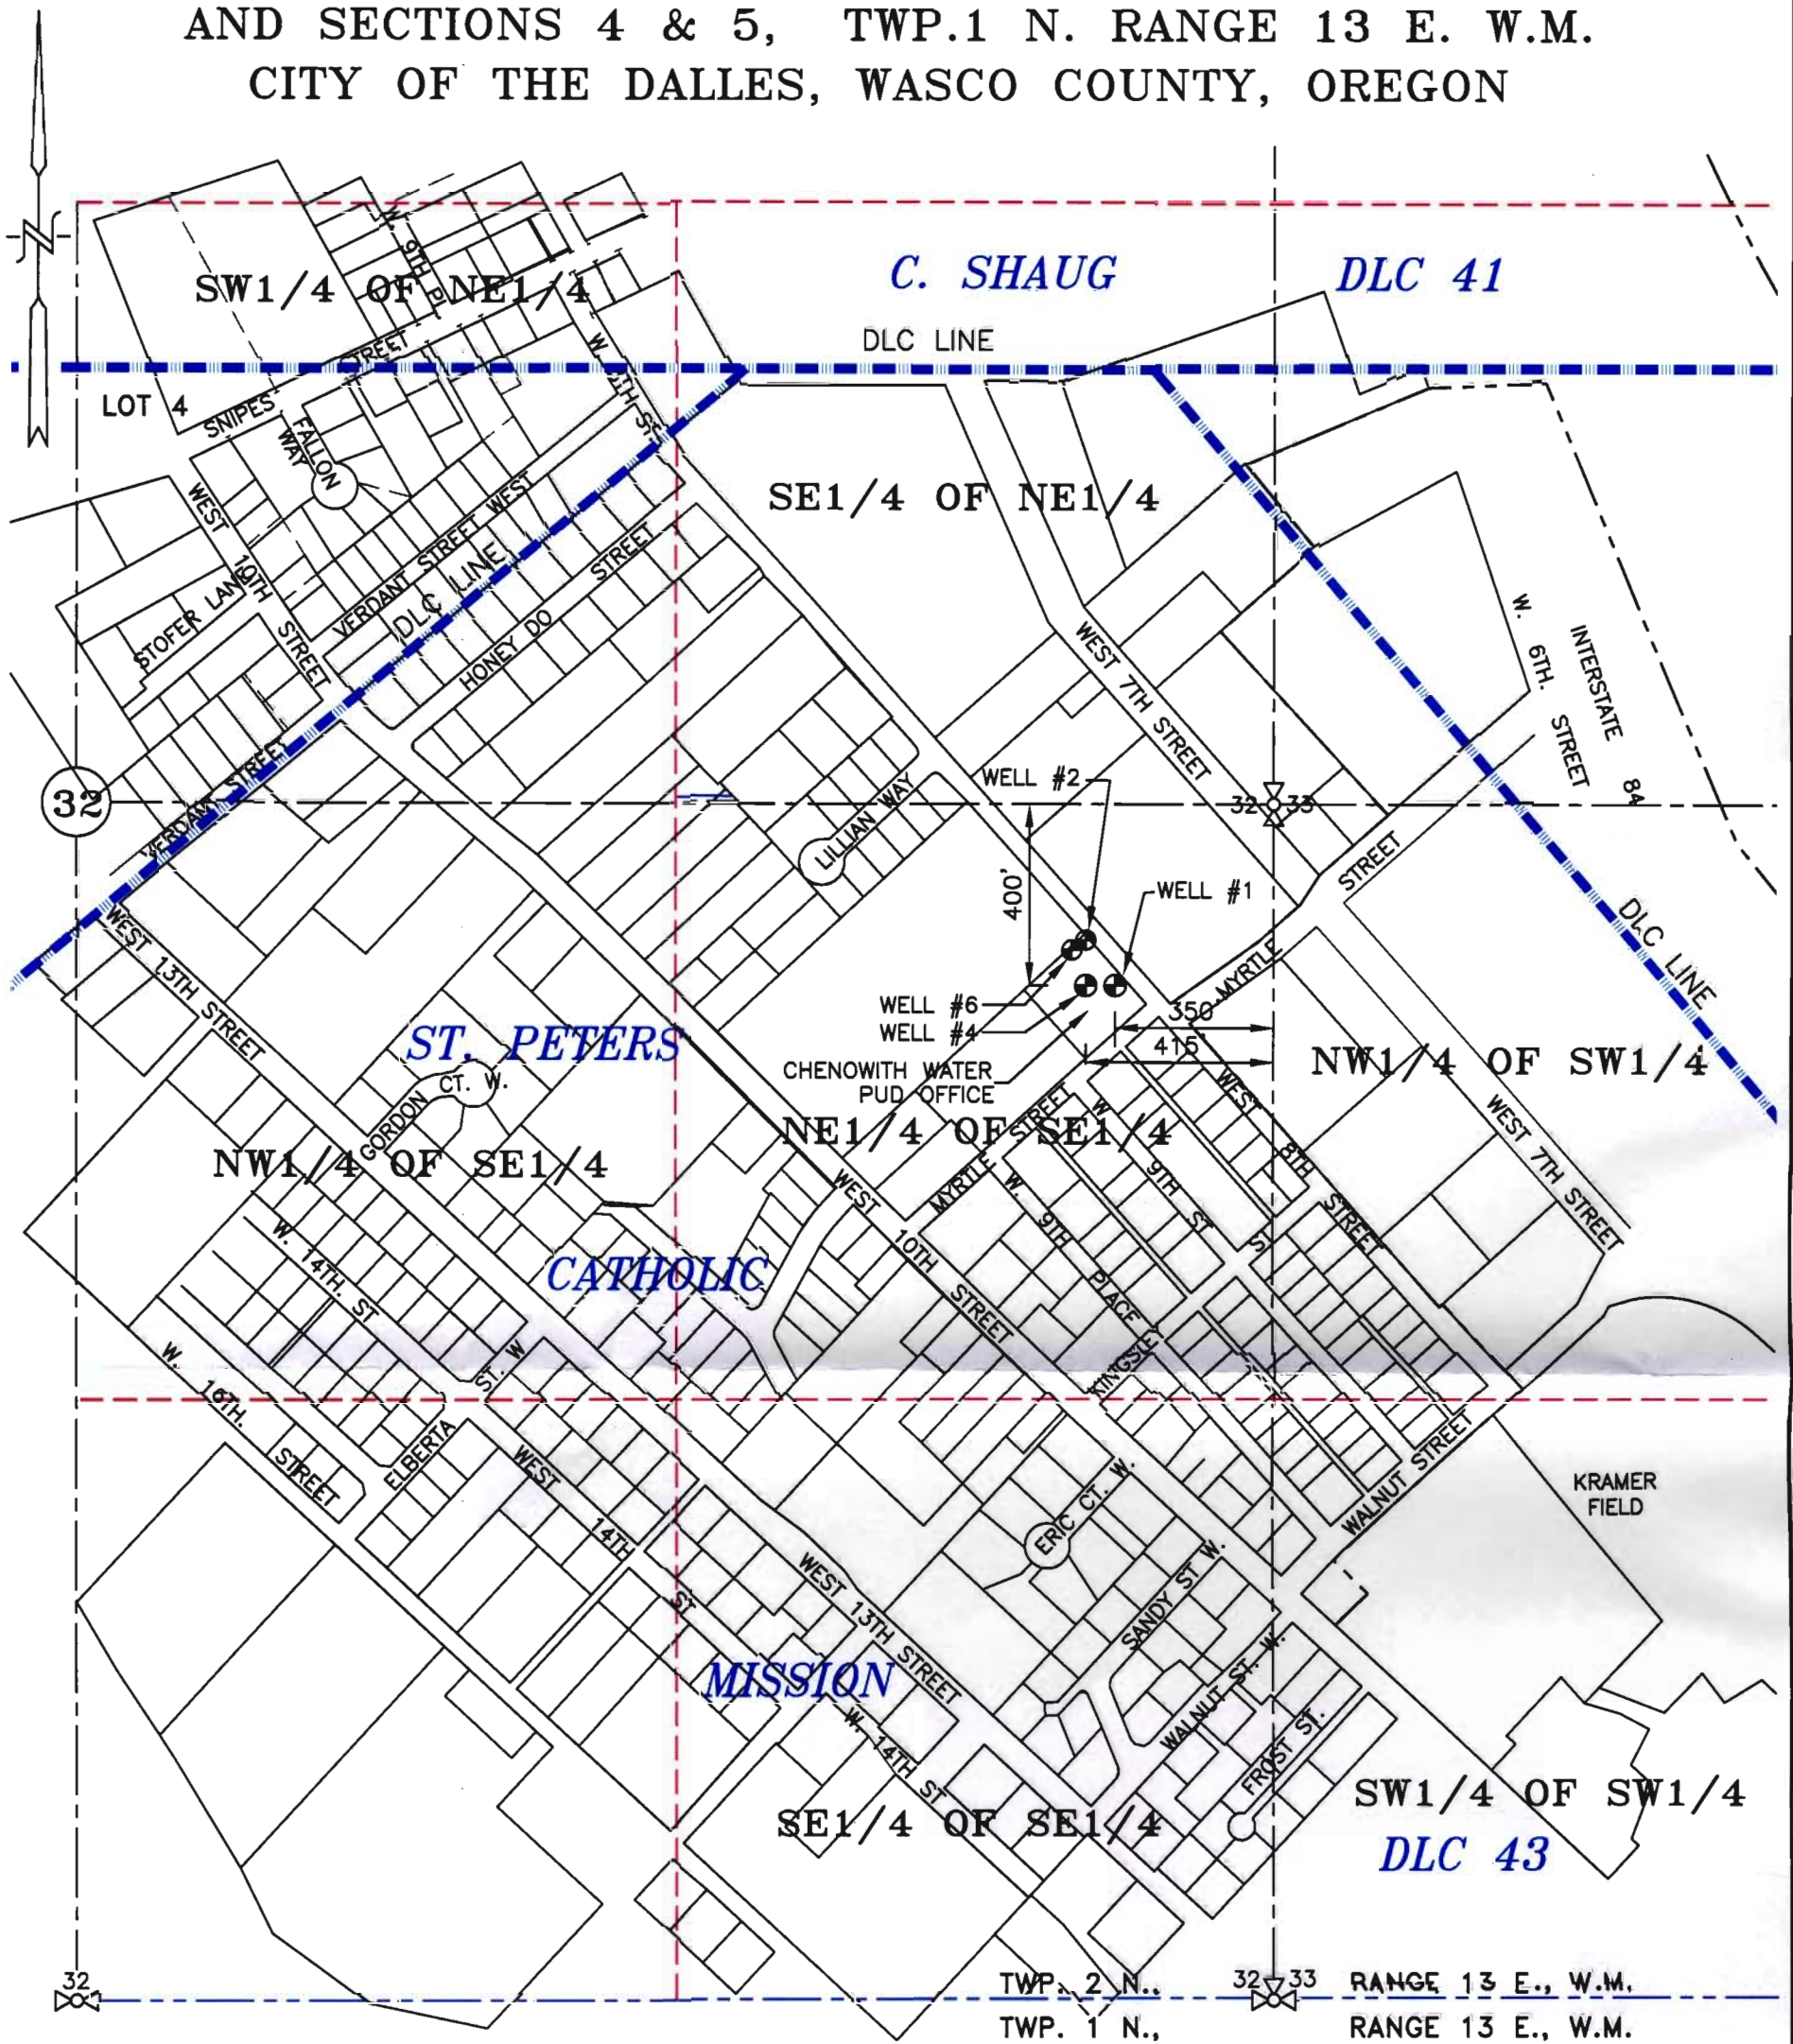 AND SECTIONS 4 & 5, TWP.1 N. RANGE 13 E. W.M.
CITY OF THE DALLES, WASCO COUNTY, OREGON
N
C. SHAUG
DLC 41
W. 9TH PL
SW1/4 OF NE1/4
DLC LINE
STREET
W.
TH ST
LOT 4
SNIPES
FALLON
WAY
SE1/4 OF NE1/4
WEST 10TH STREET
VERDANT STREET WEST
DLC LINE
STREET
HONEY DO
STOFER LANE
W. 6TH. STREET
INTERSTATE 84
WEST 7TH STREET
VERDANT STREET
32
WELL #2
32 33
LILLIAN WAY
400'
STREET
WELL #1
DLC LINE
WEST 13TH STREET
MYRTLE
WELL #6
WELL #4
350
415
ST. PETERS
CHENOWITH WATER
PUD OFFICE
NW1/4 OF SW1/4
GORDON CT. W.
NE1/4 OF SE1/4
NW1/4 OF SE1/4
MYRTLE STREET
W. 9TH ST
WEST 8TH STREET
WEST 7TH STREET
W. 9TH PLACE
WEST 10TH STREET
W. 14TH. ST
CATHOLIC
KINGSLEY
ST. W
W. 16TH. STREET
ELBERTA
WEST 14TH ST
WALNUT STREET
KRAMER
FIELD
ERIC CT. W.
SANDY ST W.
WEST 13TH STREET
WALNUT ST. W.
MISSION
W. 14TH ST
FROST ST.
SW1/4 OF SW1/4
SE1/4 OF SE1/4
DLC 43
32
TWP. 2 N.,
32 33
RANGE 13 E., W.M.
TWP. 1 N.,
RANGE 13 E., W.M.